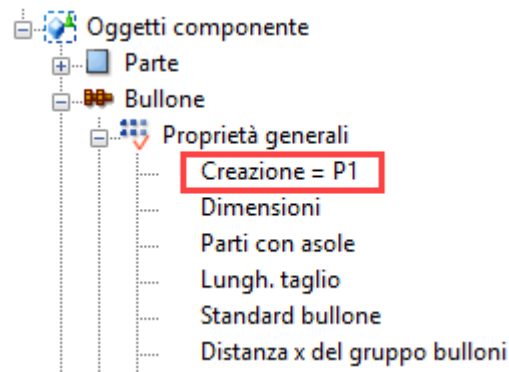 Oggetti componente
Parte
Bullone
Proprietà generali
Creazione = P1
Dimensioni
Parti con asole
Lungh. taglio
Standard bullone
Distanza x del gruppo bulloni